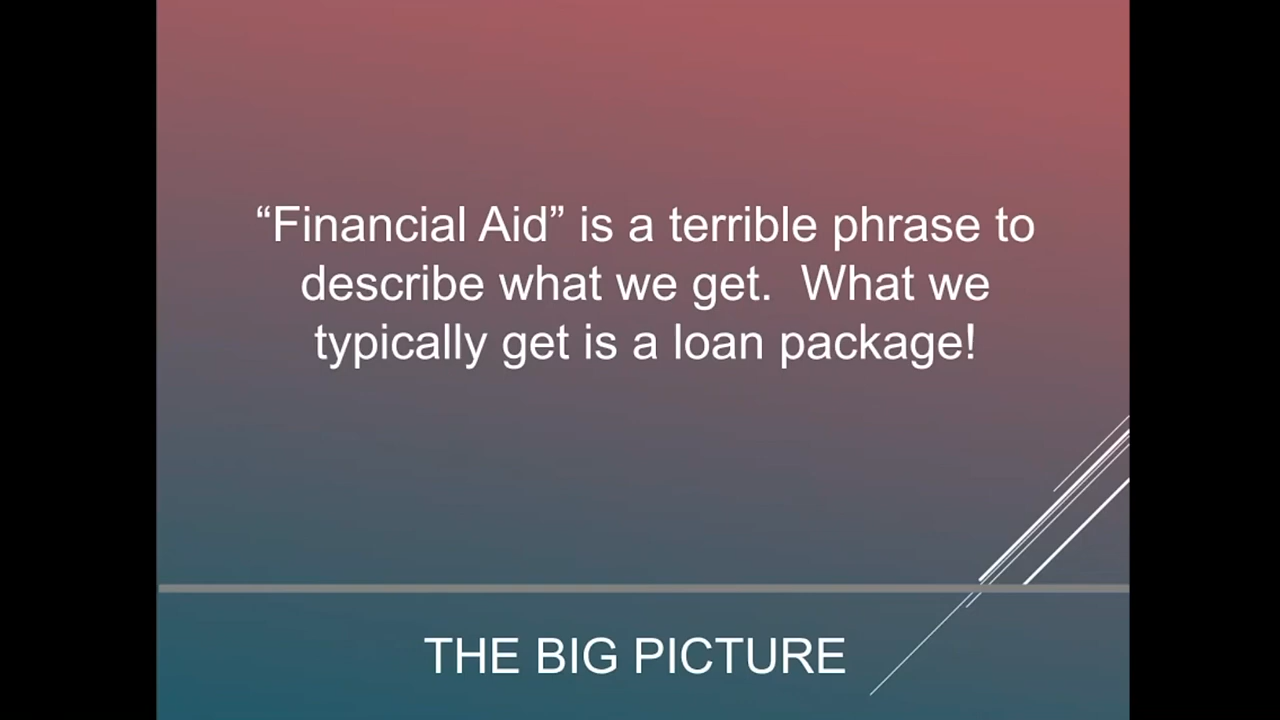 “Financial Aid” is a terrible phrase to
describe what we get.  What we
typically get is a loan package!
THE BIG PICTURE